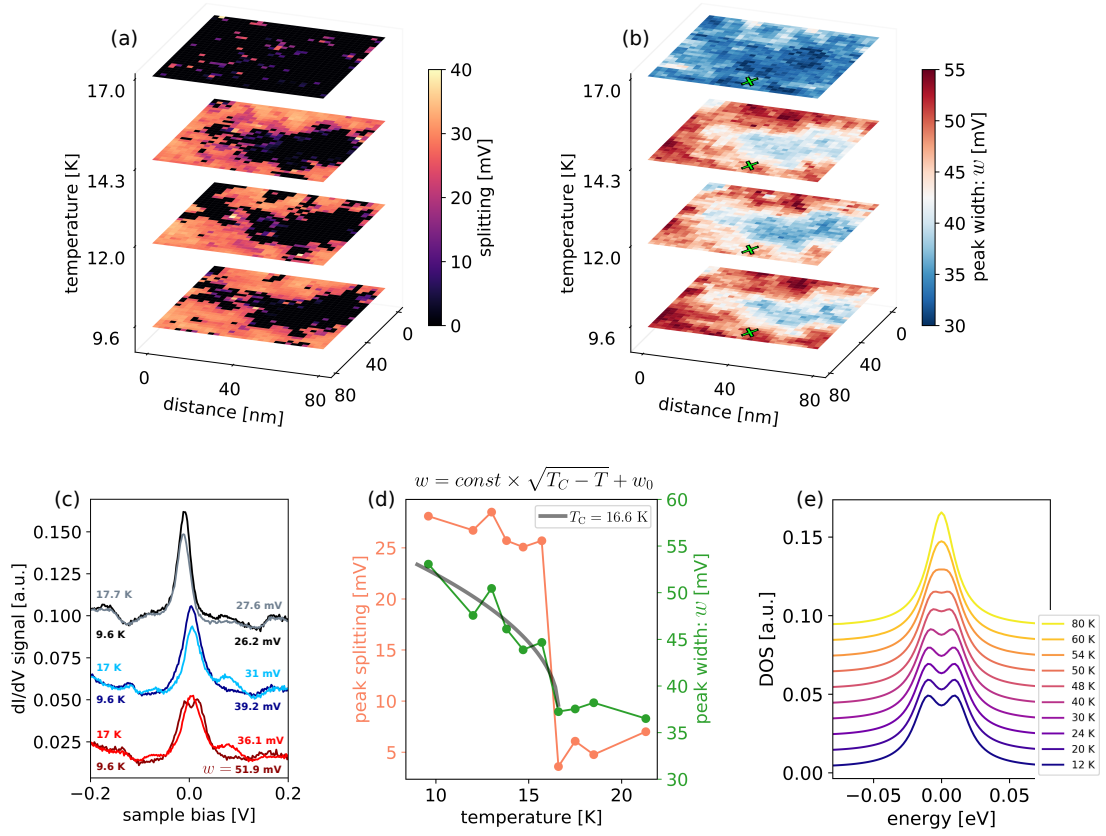 (a)
17.0
14.3
12.0
9.6
temperature [K]
0
40
80
distance [nm]
80
40
0
40
30
20
10
0
splitting [mV]
(b)
17.0
14.3
12.0
9.6
temperature [K]
0
40
80
distance [nm]
80
40
0
55
50
45
40
35
30
peak width: w [mV]
(c)
0.150
0.125
0.100
0.075
0.050
0.025
dI/dV signal [a.u.]
17.7 K
27.6 mV
9.6 K
26.2 mV
17 K
31 mV
9.6 K
39.2 mV
17 K
36.1 mV
9.6 K
w = 51.9 mV
−0.2
0.0
0.2
sample bias [V]
w = const × √(T_C − T) + w_0
(d)
T_C = 16.6 K
25
20
15
10
5
peak splitting [mV]
60
55
50
45
40
35
30
peak width: w [mV]
10
15
20
temperature [K]
(e)
0.15
0.10
0.05
0.00
DOS [a.u.]
80 K
60 K
54 K
50 K
48 K
40 K
30 K
24 K
20 K
12 K
−0.05
0.00
0.05
energy [eV]